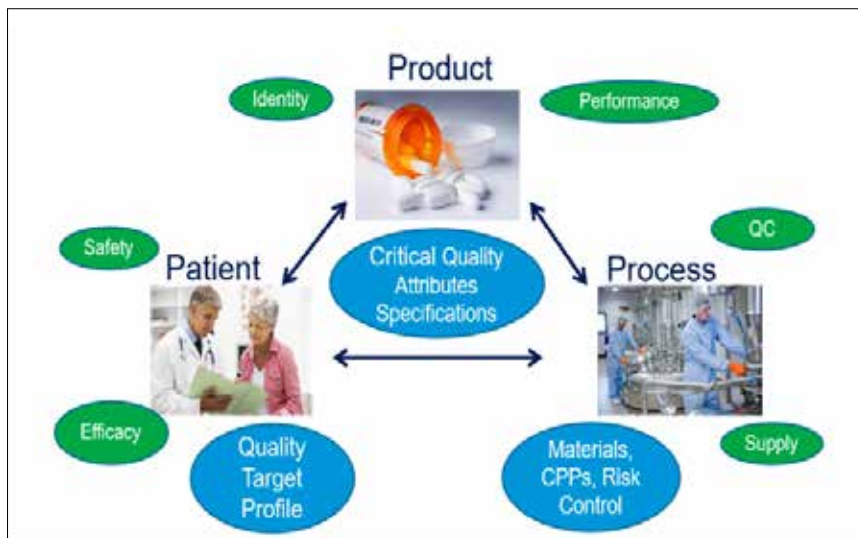 Product
Identity
Performance
Safety
QC
Patient
Critical Quality
Attributes
Specifications
Process
Efficacy
Quality
Target
Profile
Materials,
CPPs, Risk
Control
Supply